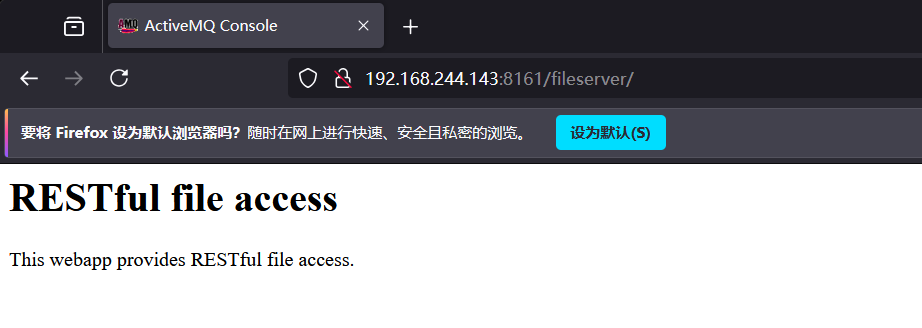 AMQ
ActiveMQ Console
192.168.244.143:8161/fileserver/
要将 Firefox 设为默认浏览器吗？随时在网上进行快速、安全且私密的浏览。 设为默认(S)
RESTful file access
This webapp provides RESTful file access.